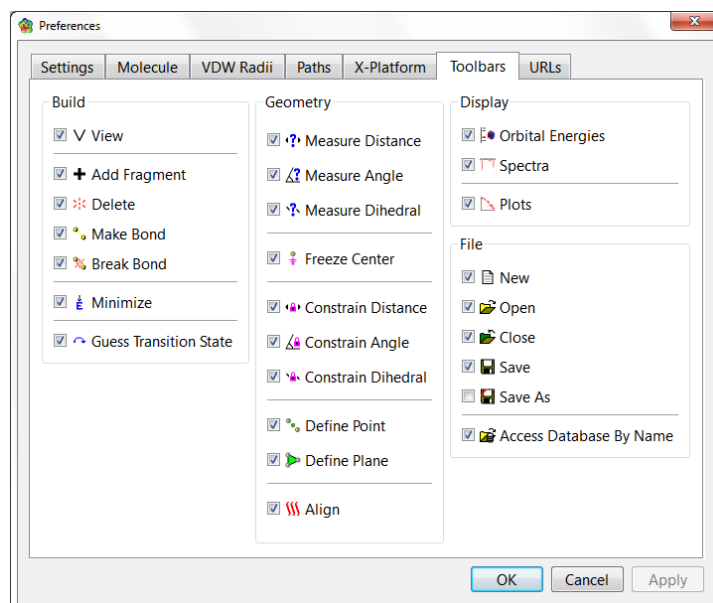 Preferences
Settings Molecule VDW Radii Paths X-Platform Toolbars URLs
Build
View
Add Fragment
Delete
Make Bond
Break Bond
Minimize
Guess Transition State
Geometry
Measure Distance
Measure Angle
Measure Dihedral
Freeze Center
Constrain Distance
Constrain Angle
Constrain Dihedral
Define Point
Define Plane
Align
Display
Orbital Energies
Spectra
Plots
File
New
Open
Close
Save
Save As
Access Database By Name
OK Cancel Apply